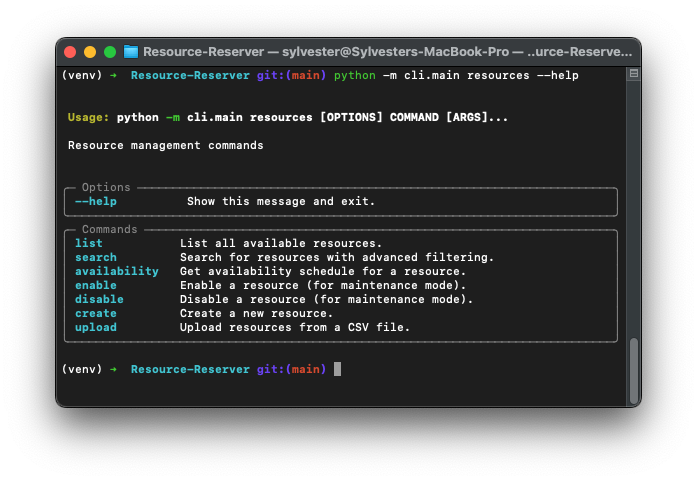 Resource-Reserver — sylvester@Sylvesters-MacBook-Pro — ..urce-Reserve...
(venv) ➜ Resource-Reserver git:(main) python -m cli.main resources --help
Usage: python -m cli.main resources [OPTIONS] COMMAND [ARGS]...
Resource management commands
Options
--help Show this message and exit.
Commands
list List all available resources.
search Search for resources with advanced filtering.
availability Get availability schedule for a resource.
enable Enable a resource (for maintenance mode).
disable Disable a resource (for maintenance mode).
create Create a new resource.
upload Upload resources from a CSV file.
(venv) ➜ Resource-Reserver git:(main)